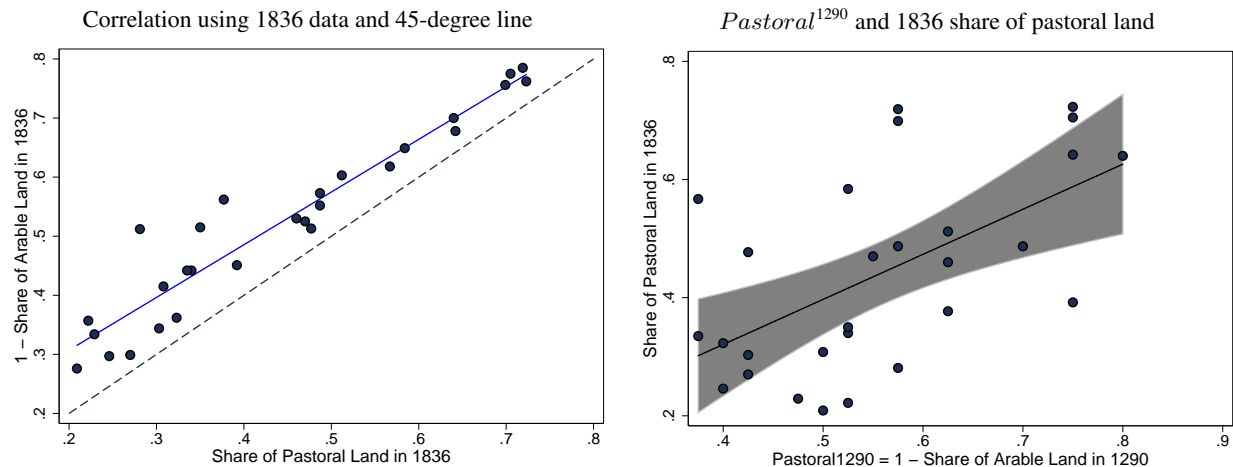 Correlation using 1836 data and 45-degree line
1 − Share of Arable Land in 1836
.8
.7
.6
.5
.4
.3
.2
.2 .3 .4 .5 .6 .7 .8
Share of Pastoral Land in 1836
Pastoral¹²⁹⁰ and 1836 share of pastoral land
Share of Pastoral Land in 1836
.8
.6
.4
.2
.4 .5 .6 .7 .8 .9
Pastoral1290 = 1 − Share of Arable Land in 1290